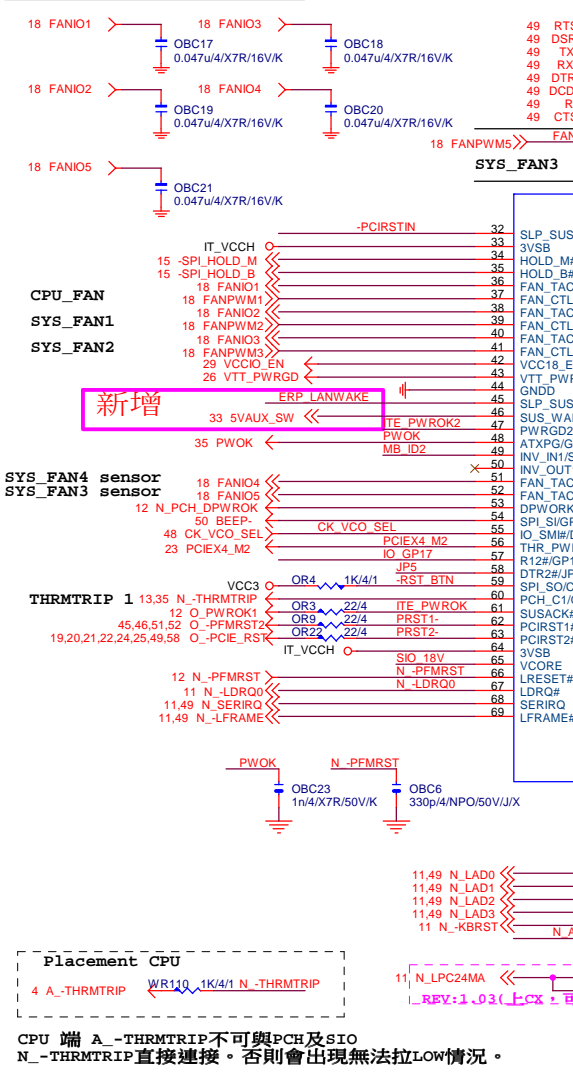 18 FANIO1
OBC17
0.047u/4/X7R/16V/K
18 FANIO3
OBC18
0.047u/4/X7R/16V/K
18 FANIO2
OBC19
0.047u/4/X7R/16V/K
18 FANIO4
OBC20
0.047u/4/X7R/16V/K
18 FANIO5
OBC21
0.047u/4/X7R/16V/K
49 RTS
49 DSR
49 TX
49 RX
49 DTR
49 DCD
49 R
49 CTS
18 FANPWM5 FAN
SYS_FAN3
-PCIRSTIN 32 SLP_SUS
IT_VCCH 33 3VSB
15 -SPI_HOLD_M 34 HOLD_M#
15 -SPI_HOLD_B 35 HOLD_B#
CPU_FAN
18 FANIO1 36 FAN_TAC
18 FANPWM1 37 FAN_CTL
SYS_FAN1
18 FANIO2 38 FAN_TAC
18 FANPWM2 39 FAN_CTL
SYS_FAN2
18 FANIO3 40 FAN_TAC
18 FANPWM3 41 FAN_CTL
29 VCCIO_EN 42 VCC18_E
26 VTT_PWRGD 43 VTT_PWR
44 GNDD
新增
ERP_LANWAKE 45 SLP_SUS
33 5VAUX_SW 46 SUS_WAR
ITE_PWROK2 47 PWRGD2
35 PWOK PWOK 48 ATXPG/G
MB_ID2 49 INV_IN1/S
50 INV_OUT
SYS_FAN4 sensor
18 FANIO4 51 FAN_TAC
SYS_FAN3 sensor
18 FANIO5 52 FAN_TAC
12 N_PCH_DPWROK 53 DPWORK
50 BEEP- 54 SPI_SI/GP
48 CK_VCO_SEL CK_VCO_SEL 55 IO_SMI#/D
23 PCIEX4_M2 PCIEX4_M2 56 THR_PWR
IO_GP17 57 R12#/GP1
JP5 58 DTR2#/JP
VCC3 OR4 1K/4/1 -RST_BTN 59 SPI_SO/G
THRMTRIP 1 13,35 N_-THRMTRIP 60 PCH_C1/G
12 O_PWROK1 OR3 22/4 ITE_PWROK 61 SUSACK#
45,46,51,52 O_-PFMRST2 OR9 22/4 PRST1- 62 PCIRST1#
19,20,21,22,24,25,49,58 O_-PCIE_RST OR22 22/4 PRST2- 63 PCIRST2#
IT_VCCH 64 3VSB
SIO_18V 65 VCORE
12 N_-PFMRST N_-PFMRST 66 LRESET#
11 N_-LDRQ0 N_-LDRQ0 67 LDRQ#
11,49 N_SERIRQ 68 SERIRQ
11,49 N_-LFRAME 69 LFRAME#
PWOK
OBC23
1n/4/X7R/50V/K
N_-PFMRST
OBC6
330p/4/NPO/50V/J/X
11,49 N_LAD0
11,49 N_LAD1
11,49 N_LAD2
11,49 N_LAD3
11 N_-KBRST
N_A
Placement CPU
4 A_-THRMTRIP WR110 1K/4/1 N_-THRMTRIP
11 N_LPC24MA
REV:1.03(上CX,可
CPU 端 A_-THRMTRIP不可與PCH及SIO
N_-THRMTRIP直接連接。否則會出現無法拉LOW情況。